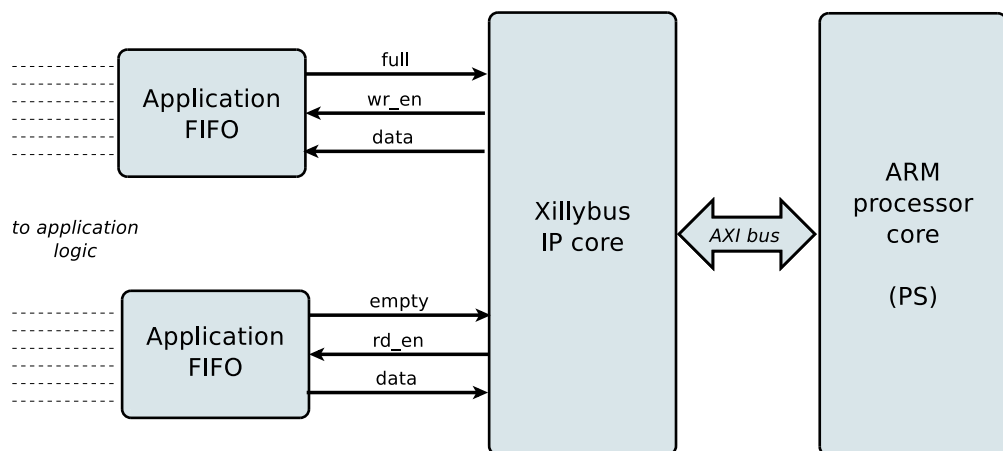 Application
FIFO
full
wr_en
data
to application
logic
Application
FIFO
empty
rd_en
data
Xillybus
IP core
AXI bus
ARM
processor
core
(PS)